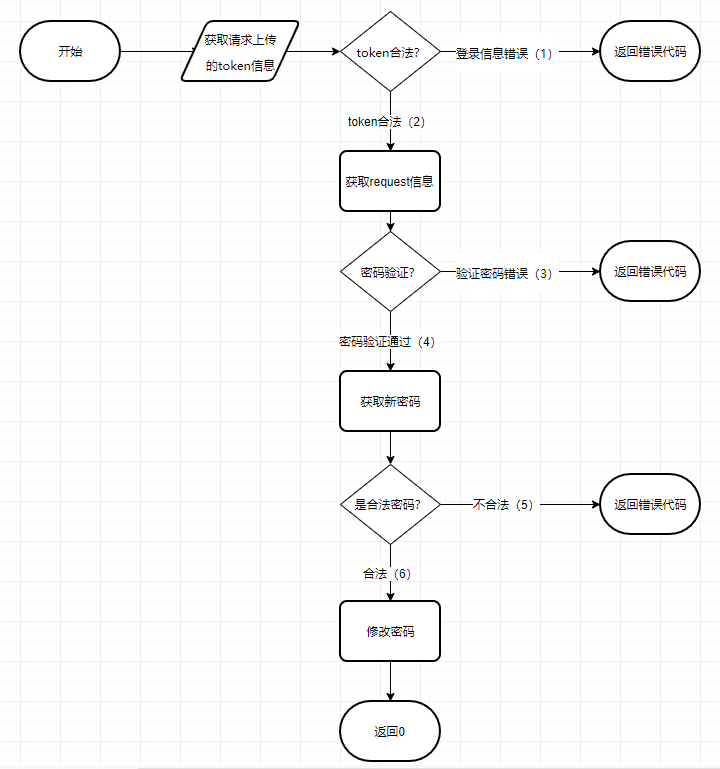 开始
获取请求上传
的token信息
token合法?
登录信息错误（1）
返回错误代码
token合法（2）
获取request信息
密码验证?
验证密码错误（3）
返回错误代码
密码验证通过（4）
获取新密码
是合法密码?
不合法（5）
返回错误代码
合法（6）
修改密码
返回0